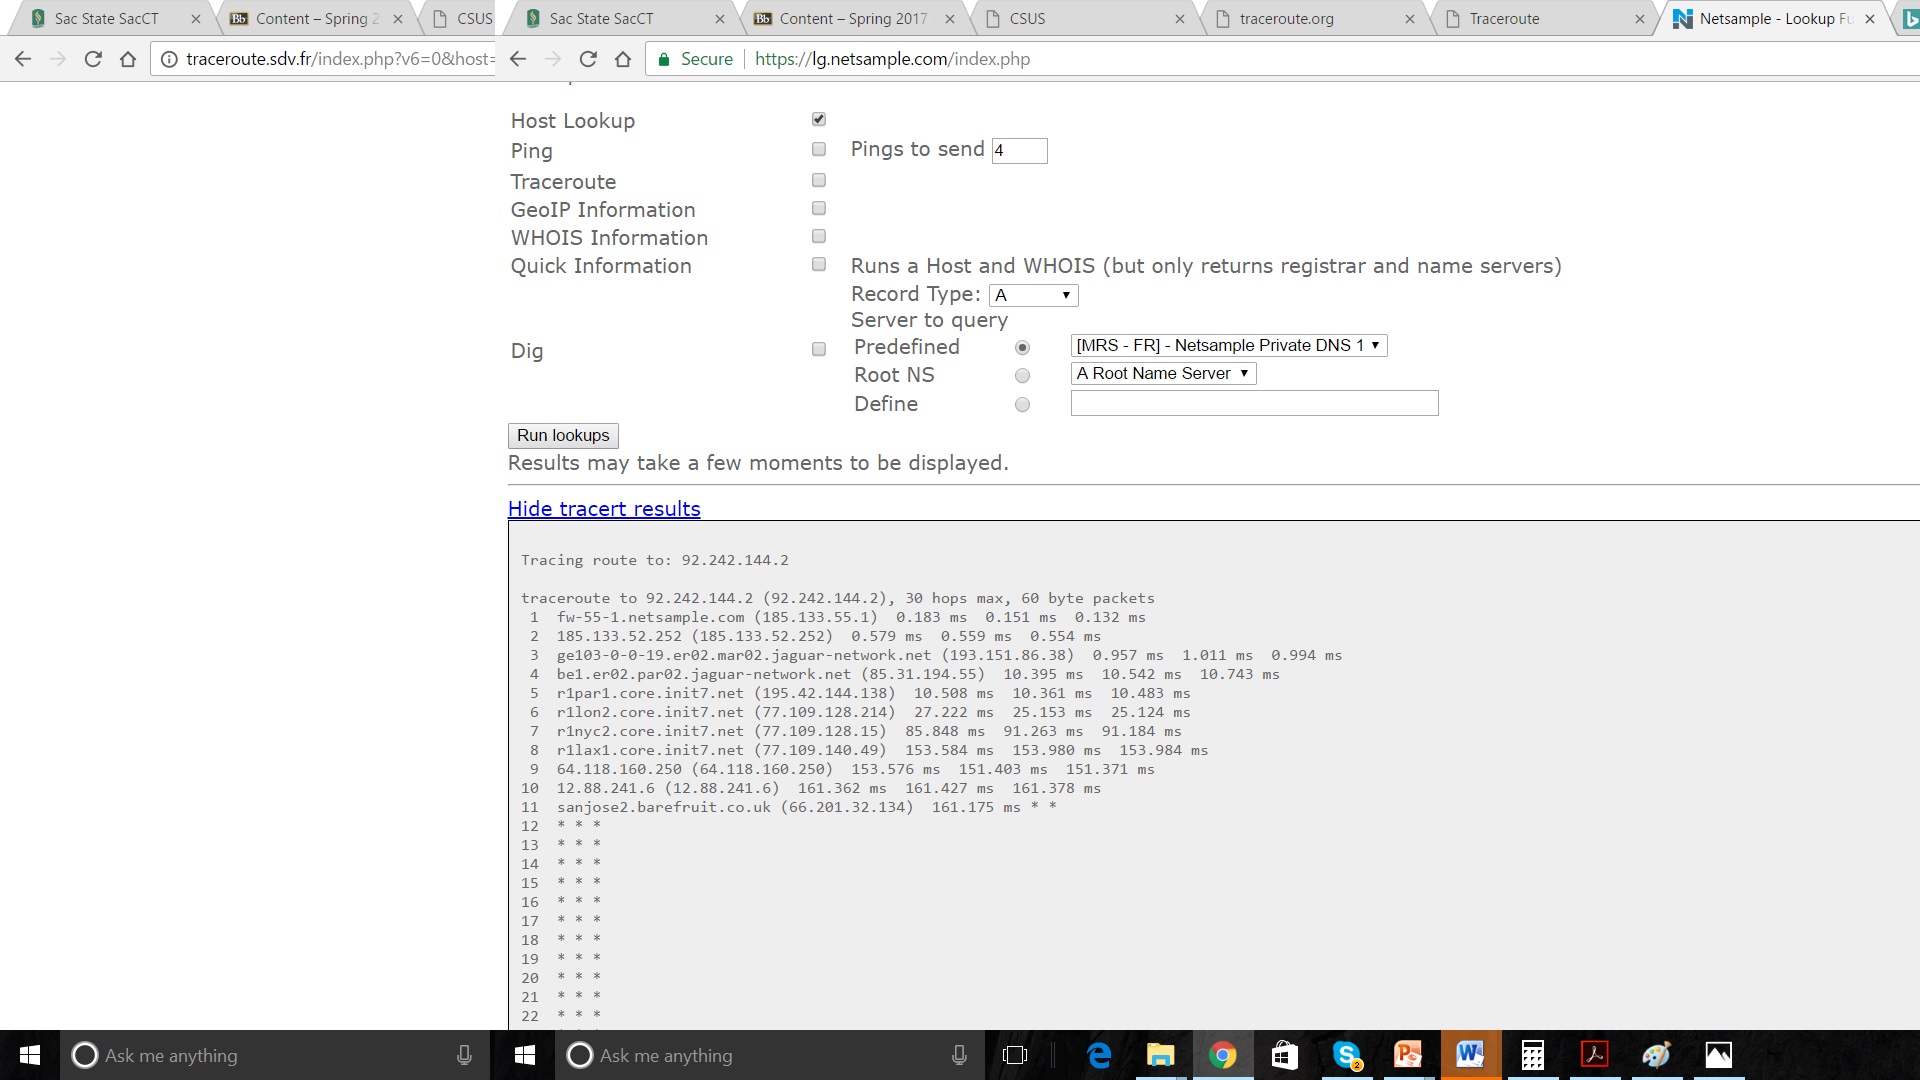 Sac State SacCT
Content – Spring 2
CSUS
Sac State SacCT
Content – Spring 2017
CSUS
traceroute.org
Traceroute
Netsample - Lookup Fu
traceroute.sdv.fr/index.php?v6=0&host=
Secure https://lg.netsample.com/index.php
Host Lookup
Ping Pings to send 4
Traceroute
GeoIP Information
WHOIS Information
Quick Information Runs a Host and WHOIS (but only returns registrar and name servers)
Record Type: A
Server to query
Dig Predefined [MRS - FR] - Netsample Private DNS 1
Root NS A Root Name Server
Define
Run lookups
Results may take a few moments to be displayed.
Hide tracert results
Tracing route to: 92.242.144.2
traceroute to 92.242.144.2 (92.242.144.2), 30 hops max, 60 byte packets
1 fw-55-1.netsample.com (185.133.55.1) 0.183 ms 0.151 ms 0.132 ms
2 185.133.52.252 (185.133.52.252) 0.579 ms 0.559 ms 0.554 ms
3 ge103-0-0-19.er02.mar02.jaguar-network.net (193.151.86.38) 0.957 ms 1.011 ms 0.994 ms
4 be1.er02.par02.jaguar-network.net (85.31.194.55) 10.395 ms 10.542 ms 10.743 ms
5 r1par1.core.init7.net (195.42.144.138) 10.508 ms 10.361 ms 10.483 ms
6 r1lon2.core.init7.net (77.109.128.214) 27.222 ms 25.153 ms 25.124 ms
7 r1nyc2.core.init7.net (77.109.128.15) 85.848 ms 91.263 ms 91.184 ms
8 r1lax1.core.init7.net (77.109.140.49) 153.584 ms 153.980 ms 153.984 ms
9 64.118.160.250 (64.118.160.250) 153.576 ms 151.403 ms 151.371 ms
10 12.88.241.6 (12.88.241.6) 161.362 ms 161.427 ms 161.378 ms
11 sanjose2.barefruit.co.uk (66.201.32.134) 161.175 ms * *
12 * * *
13 * * *
14 * * *
15 * * *
16 * * *
17 * * *
18 * * *
19 * * *
20 * * *
21 * * *
22 * * *
Ask me anything
Ask me anything